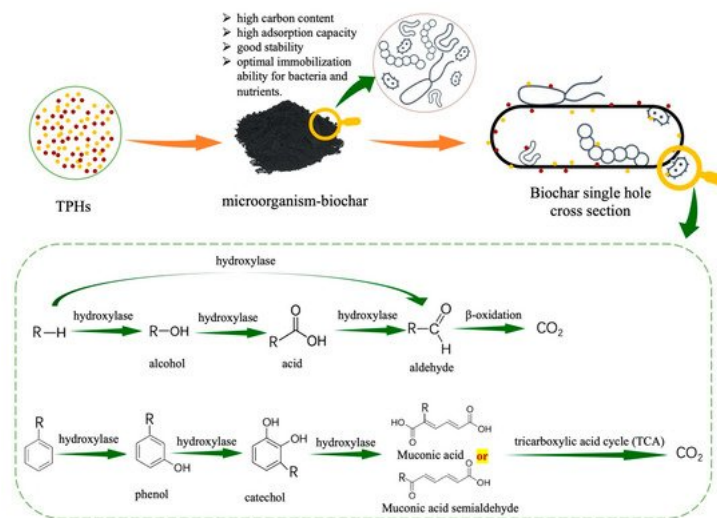 ➢ high carbon content
➢ high adsorption capacity
➢ good stability
➢ optimal immobilization
ability for bacteria and
nutrients.
TPHs
microorganism-biochar
Biochar single hole
cross section
hydroxylase
R—H
hydroxylase
R—OH
hydroxylase
R
O
OH
hydroxylase
R—C
O
H
β-oxidation
CO₂
alcohol
acid
aldehyde
R
hydroxylase
R
OH
hydroxylase
OH
OH
R
hydroxylase
HO
R
O
O
OH
Muconic acid or
R
O
O
OH
Muconic acid semialdehyde
tricarboxylic acid cycle (TCA)
CO₂
phenol
catechol